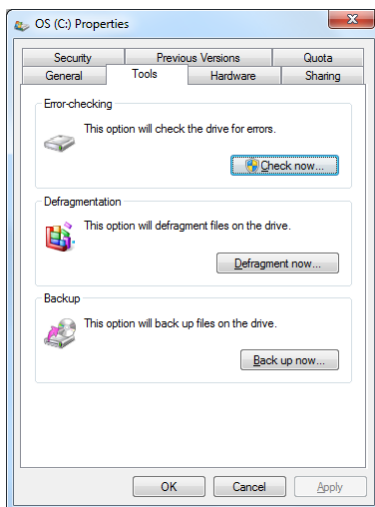 OS (C:) Properties
Security
Previous Versions
Quota
General
Tools
Hardware
Sharing
Error-checking
This option will check the drive for errors.
Check now...
Defragmentation
This option will defragment files on the drive.
Defragment now...
Backup
This option will back up files on the drive.
Back up now...
OK
Cancel
Apply